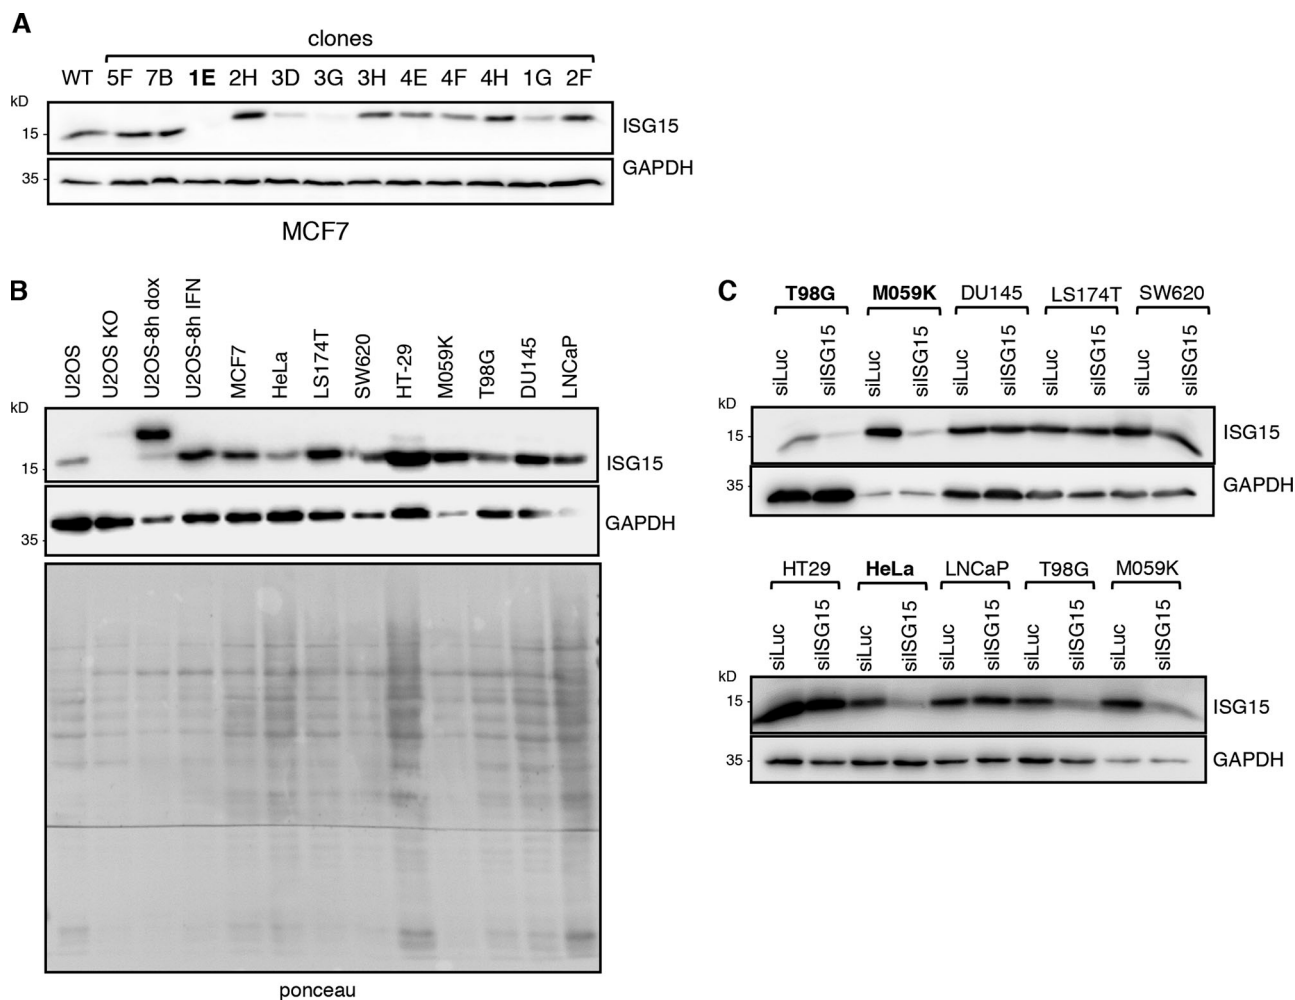 A
clones
WT 5F 7B 1E 2H 3D 3G 3H 4E 4F 4H 1G 2F
kD
15
ISG15
GAPDH
35
MCF7
B
U2OS
U2OS KO
U2OS-8h dox
U2OS-8h IFN
MCF7
HeLa
LS174T
SW620
HT-29
M059K
T98G
DU145
LNCaP
kD
15
ISG15
GAPDH
35
ponceau
C
T98G M059K DU145 LS174T SW620
siLuc
siISG15
siLuc
siISG15
siLuc
siISG15
siLuc
siISG15
siLuc
siISG15
kD
15
ISG15
35
GAPDH
HT29 HeLa LNCaP T98G M059K
siLuc
siISG15
siLuc
siISG15
siLuc
siISG15
siLuc
siISG15
siLuc
siISG15
kD
15
ISG15
35
GAPDH